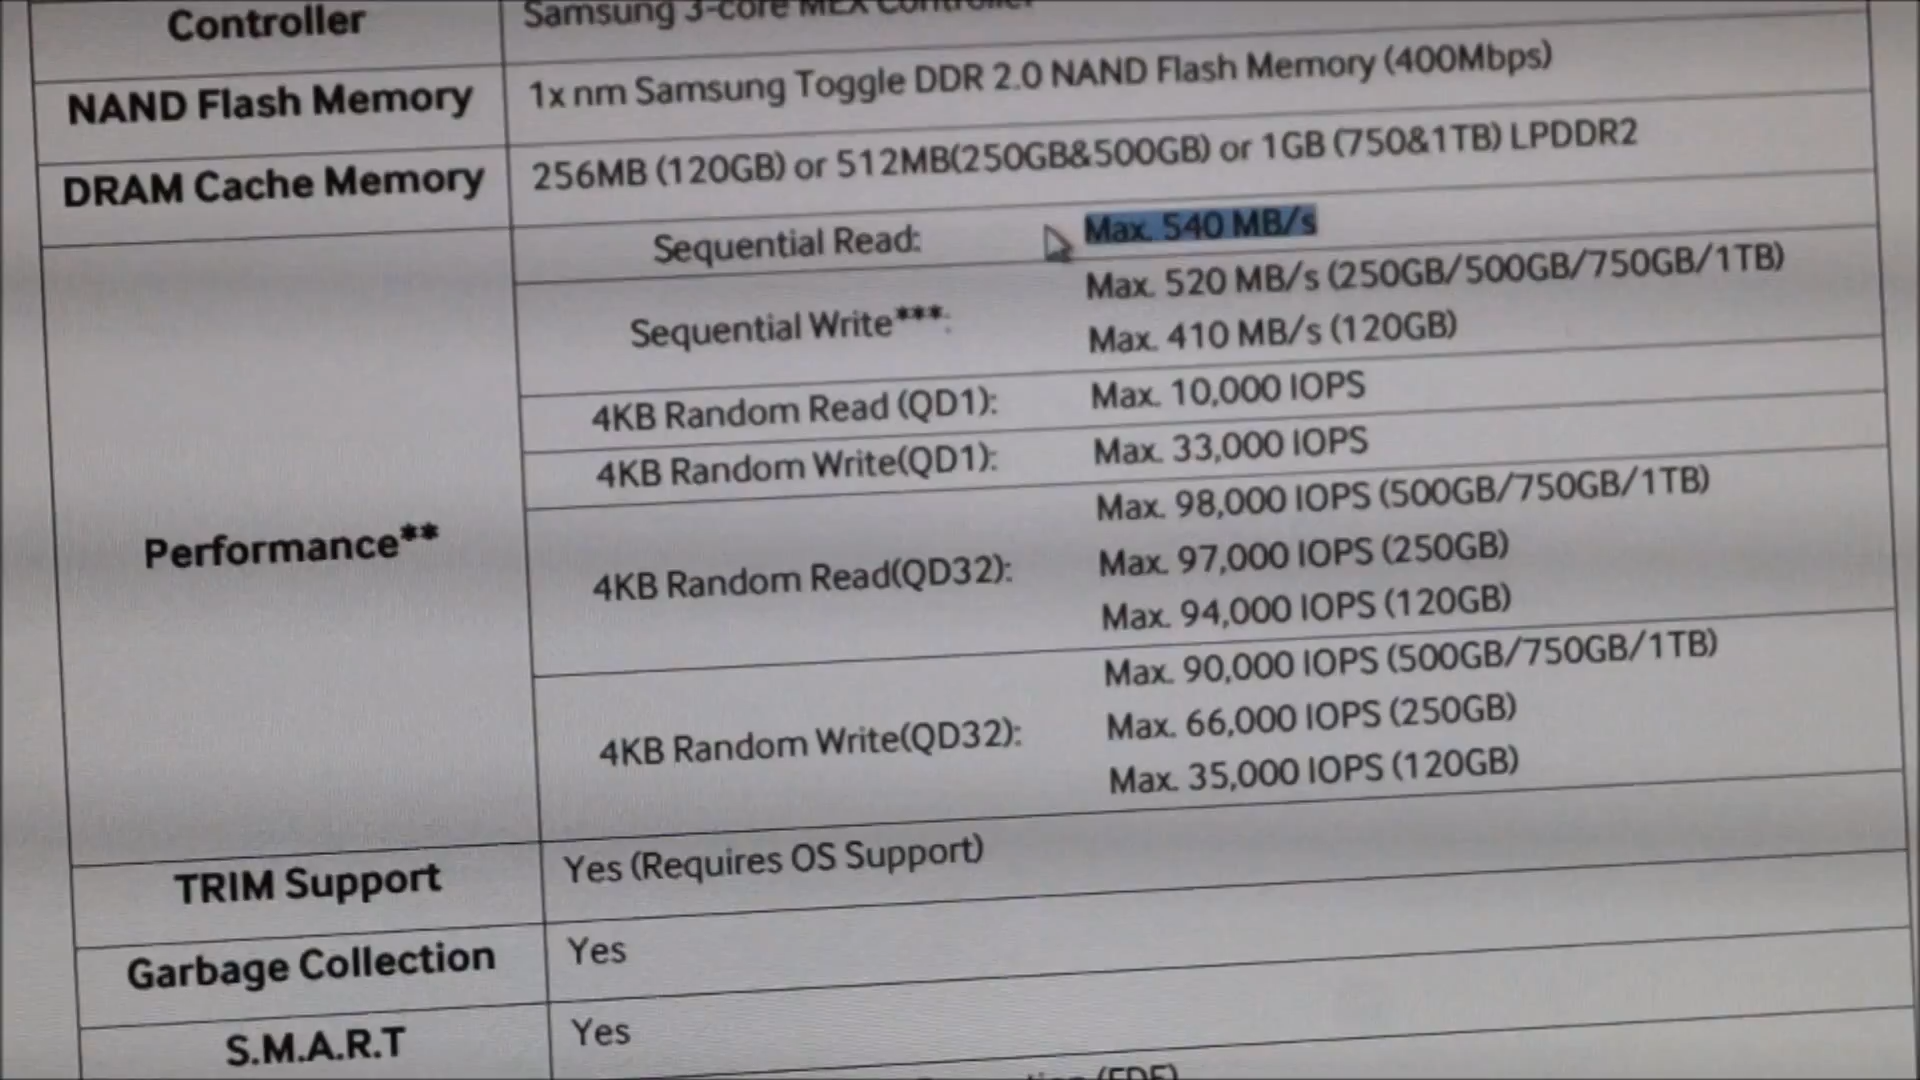 Controller Samsung 3-core MEX Controller
NAND Flash Memory 1x nm Samsung Toggle DDR 2.0 NAND Flash Memory (400Mbps)
DRAM Cache Memory 256MB (120GB) or 512MB(250GB&500GB) or 1GB (750&1TB) LPDDR2
Performance**
Sequential Read: Max. 540 MB/s
Sequential Write***: Max. 520 MB/s (250GB/500GB/750GB/1TB)
Max. 410 MB/s (120GB)
4KB Random Read (QD1): Max. 10,000 IOPS
4KB Random Write(QD1): Max. 33,000 IOPS
4KB Random Read(QD32): Max. 98,000 IOPS (500GB/750GB/1TB)
Max. 97,000 IOPS (250GB)
Max. 94,000 IOPS (120GB)
4KB Random Write(QD32): Max. 90,000 IOPS (500GB/750GB/1TB)
Max. 66,000 IOPS (250GB)
Max. 35,000 IOPS (120GB)
TRIM Support Yes (Requires OS Support)
Garbage Collection Yes
S.M.A.R.T Yes
(FDE)